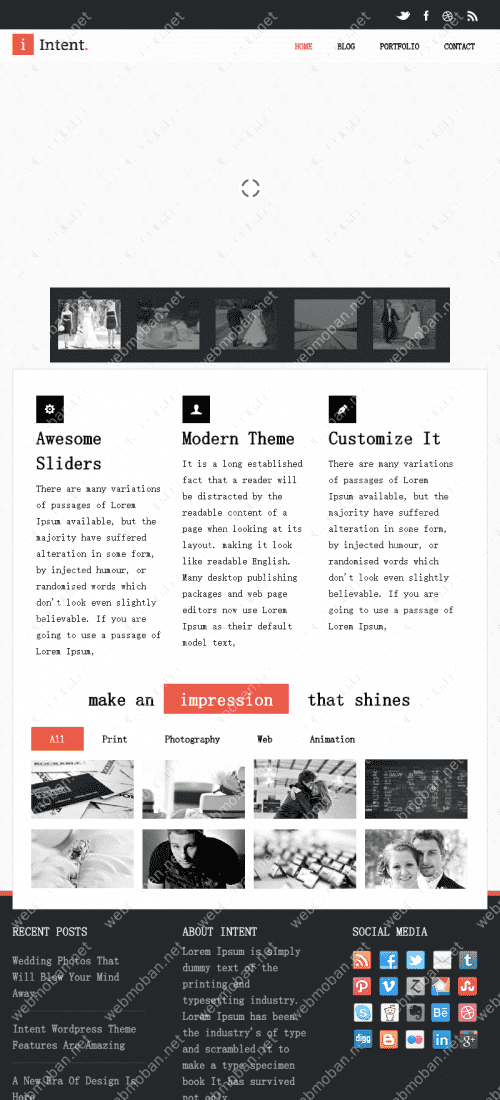 i Intent.
HOME BLOG PORTFOLIO CONTACT
Awesome
Sliders
There are many variations
of passages of Lorem
Ipsum available, but the
majority have suffered
alteration in some form,
by injected humour, or
randomised words which
don't look even slightly
believable. If you are
going to use a passage of
Lorem Ipsum,
Modern Theme
It is a long established
fact that a reader will
be distracted by the
readable content of a
page when looking at its
layout. making it look
like readable English.
Many desktop publishing
packages and web page
editors now use Lorem
Ipsum as their default
model text,
Customize It
There are many variations
of passages of Lorem
Ipsum available, but the
majority have suffered
alteration in some form,
by injected humour, or
randomised words which
don't look even slightly
believable. If you are
going to use a passage of
Lorem Ipsum,
make an impression that shines
All Print Photography Web Animation
RECENT POSTS
Wedding Photos That
Will Blow Your Mind
Away
Intent Wordpress Theme
Features Are Amazing
A New Era Of Design Is
Here
ABOUT INTENT
Lorem Ipsum is simply
dummy text of the
printing and
typesetting industry.
Lorem Ipsum has been
the industry's of type
and scrambled it to
make a type specimen
book It has survived
not only
SOCIAL MEDIA
digg
webmoban.net